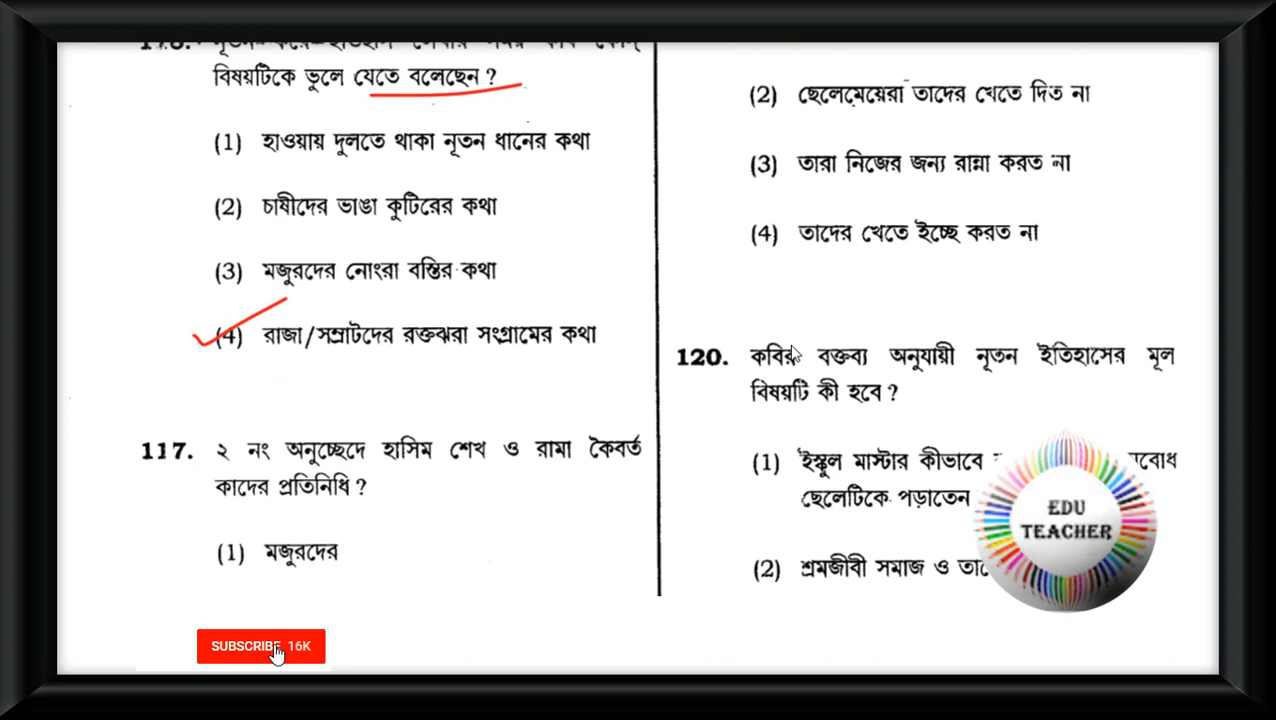 বিষয়টিকে ভুলে যেতে বলেছেন ?
(1) হাওয়ায় দুলতে থাকা নূতন ধানের কথা
(2) চাষীদের ভাঙা কুটিরের কথা
(3) মজুরদের নোংরা বস্তির কথা
(4) রাজা/সম্রাটদের রক্তঝরা সংগ্রামের কথা
117. ২ নং অনুচ্ছেদে হাসিম শেখ ও রামা কৈবর্ত
কাদের প্রতিনিধি ?
(1) মজুরদের
(2) ছেলেমেয়েরা তাদের খেতে দিত না
(3) তারা নিজের জন্য রান্না করত না
(4) তাদের খেতে ইচ্ছে করত না
120. কবির বক্তব্য অনুযায়ী নূতন ইতিহাসের মূল
বিষয়টি কী হবে ?
(1) ইস্কুল মাস্টার কীভাবে
ছেলেটিকে পড়াতেন
(2) শ্রমজীবী সমাজ ও
EDU
TEACHER
SUBSCRIBE 16K